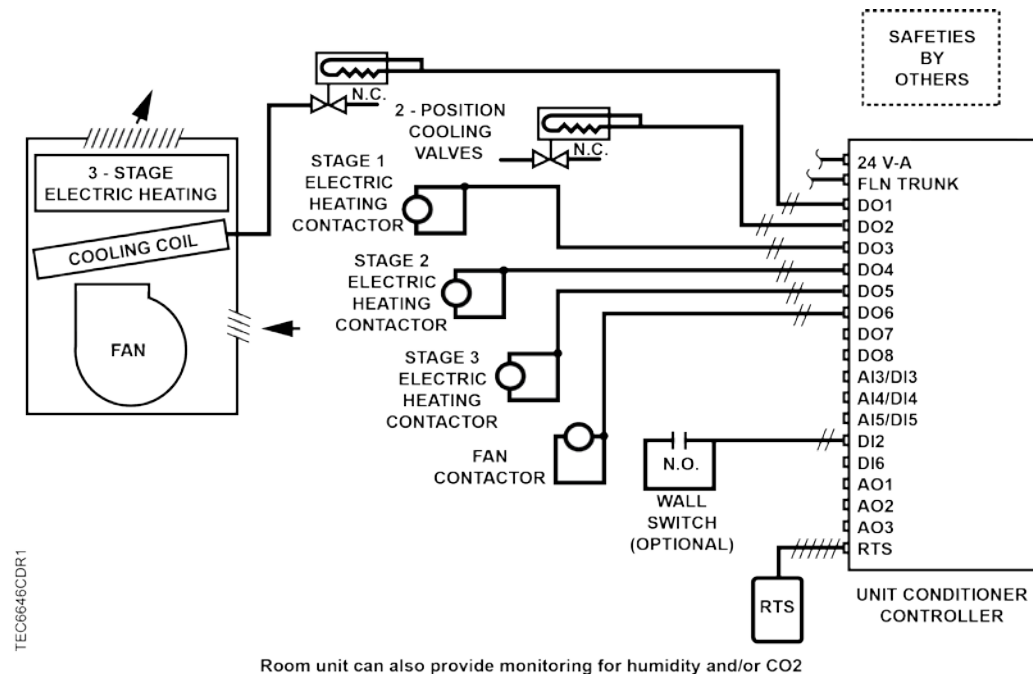 SAFETIES
BY
OTHERS
N.C.
2 - POSITION
COOLING
VALVES
N.C.
3 - STAGE
ELECTRIC HEATING
COOLING COIL
FAN
STAGE 1
ELECTRIC
HEATING
CONTACTOR
STAGE 2
ELECTRIC
HEATING
CONTACTOR
STAGE 3
ELECTRIC
HEATING
CONTACTOR
FAN
CONTACTOR
N.O.
WALL
SWITCH
(OPTIONAL)
24 V-A
FLN TRUNK
DO1
DO2
DO3
DO4
DO5
DO6
DO7
DO8
AI3/DI3
AI4/DI4
AI5/DI5
DI2
DI6
AO1
AO2
AO3
RTS
RTS
UNIT CONDITIONER
CONTROLLER
TEC6646CDR1
Room unit can also provide monitoring for humidity and/or CO2